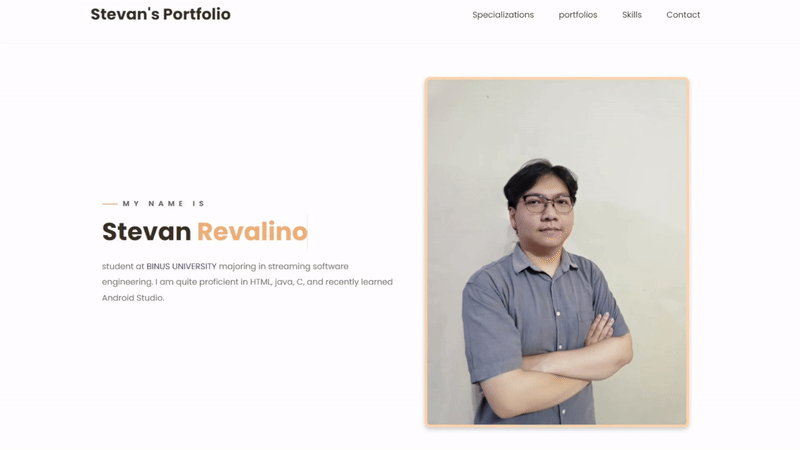 Stevan's Portfolio
Specializations portfolios Skills Contact
MY NAME IS
Stevan Revalino
student at BINUS UNIVERSITY majoring in streaming software
engineering. I am quite proficient in HTML, java, C, and recently learned
Android Studio.